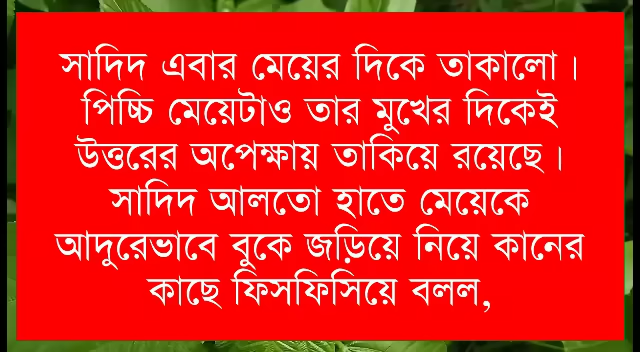 সাদিদ এবার মেয়ের দিকে তাকালো।
পিচ্চি মেয়েটাও তার মুখের দিকেই
উত্তরের অপেক্ষায় তাকিয়ে রয়েছে।
সাদিদ আলতো হাতে মেয়েকে
আদুরেভাবে বুকে জড়িয়ে নিয়ে কানের
কাছে ফিসফিসিয়ে বলল,